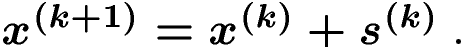 x^{(k+1)} = x^{(k)} + s^{(k)} .